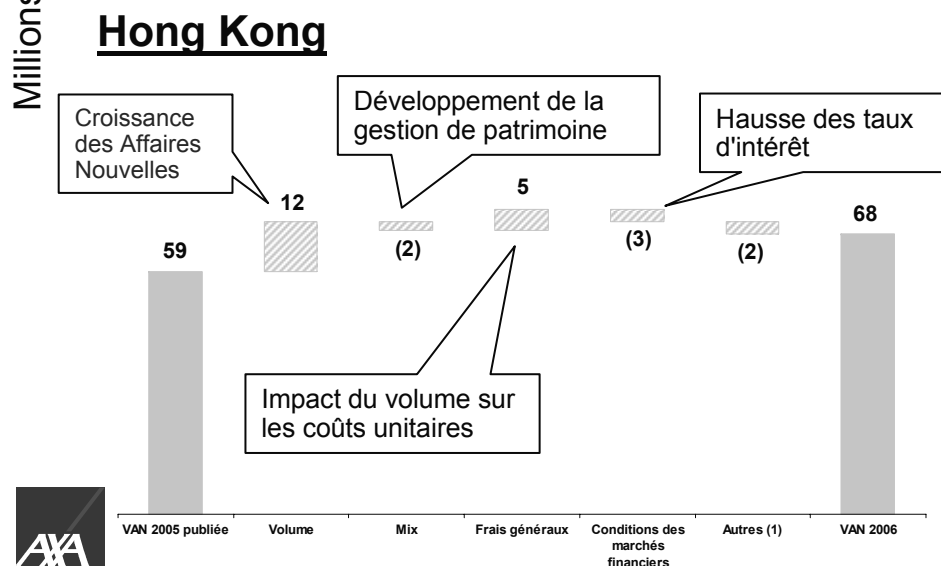 Millions
Hong Kong
Croissance
des Affaires
Nouvelles
Développement de la
gestion de patrimoine
Hausse des taux
d'intérêt
59
12
(2)
5
(3)
(2)
68
Impact du volume sur
les coûts unitaires
VAN 2005 publiée
Volume
Mix
Frais généraux
Conditions des
marchés
financiers
Autres (1)
VAN 2006
AXA